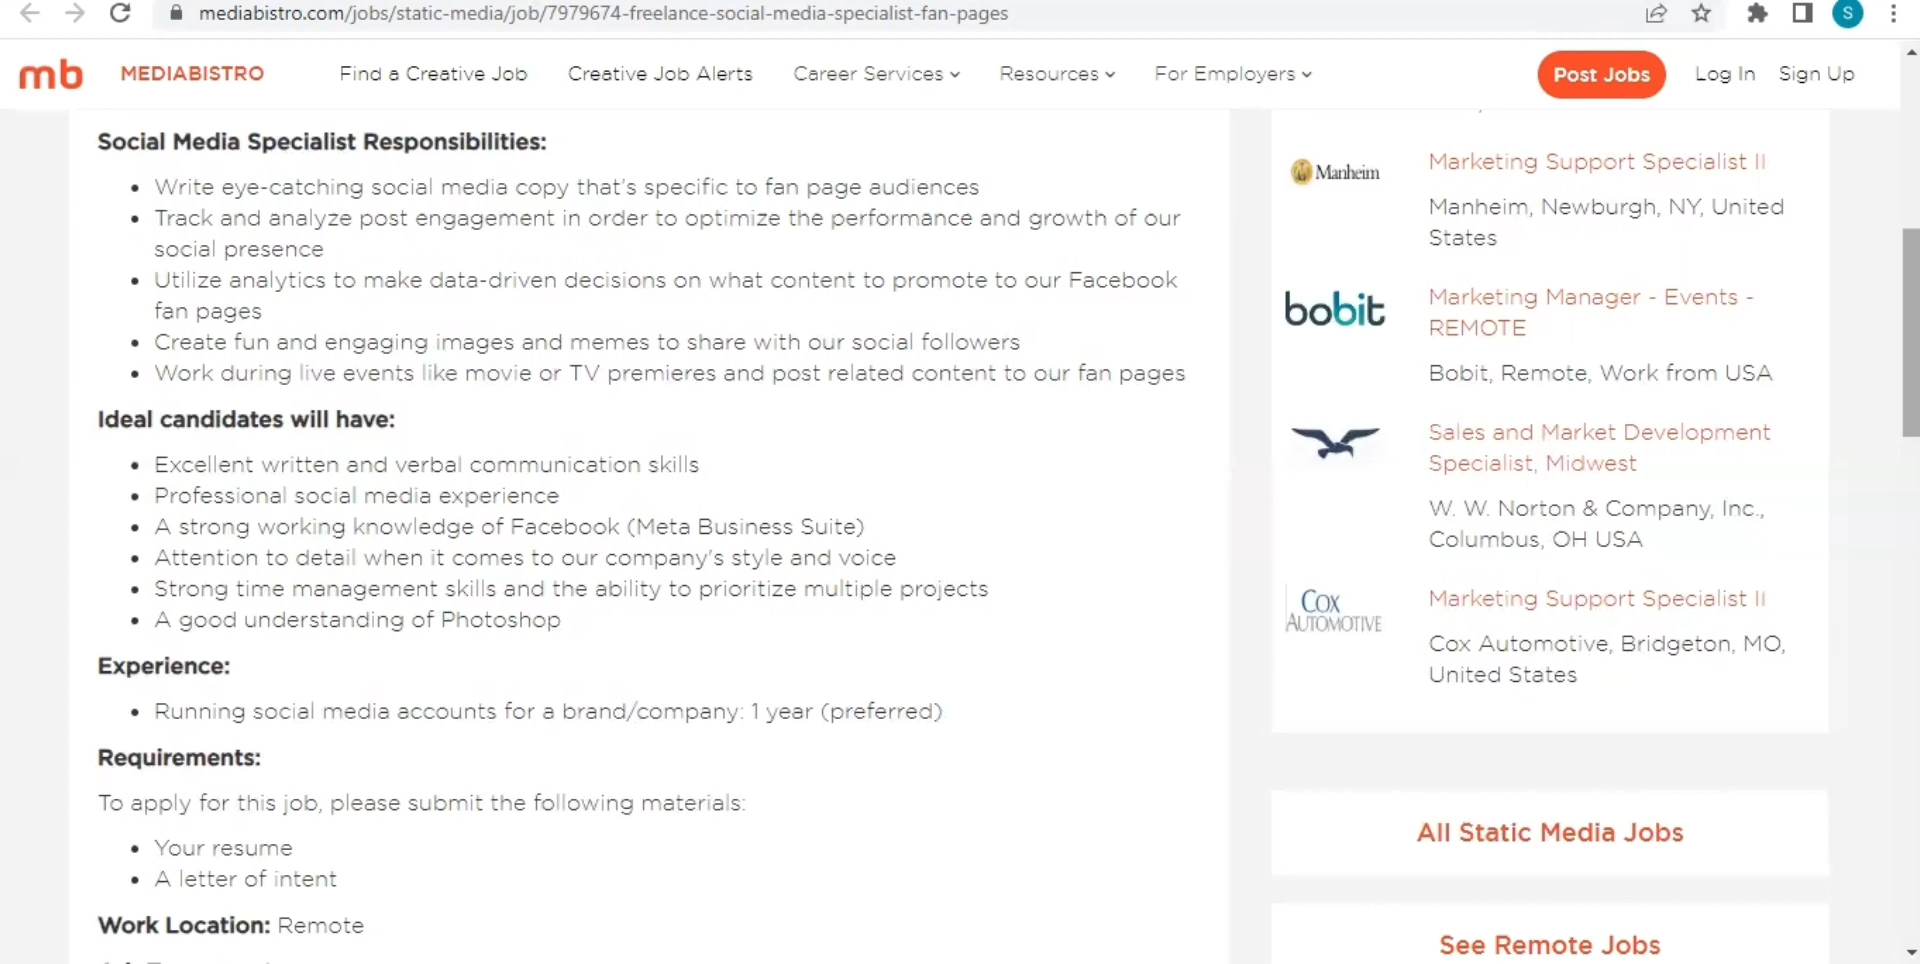 mediabistro.com/jobs/static-media/job/7979674-freelance-social-media-specialist-fan-pages
S
mb MEDIABISTRO Find a Creative Job Creative Job Alerts Career Services Resources For Employers Post Jobs Log In Sign Up
Social Media Specialist Responsibilities:
• Write eye-catching social media copy that's specific to fan page audiences
• Track and analyze post engagement in order to optimize the performance and growth of our
social presence
• Utilize analytics to make data-driven decisions on what content to promote to our Facebook
fan pages
• Create fun and engaging images and memes to share with our social followers
• Work during live events like movie or TV premieres and post related content to our fan pages
Ideal candidates will have:
• Excellent written and verbal communication skills
• Professional social media experience
• A strong working knowledge of Facebook (Meta Business Suite)
• Attention to detail when it comes to our company's style and voice
• Strong time management skills and the ability to prioritize multiple projects
• A good understanding of Photoshop
Experience:
• Running social media accounts for a brand/company: 1 year (preferred)
Requirements:
To apply for this job, please submit the following materials:
• Your resume
• A letter of intent
Work Location: Remote
Manheim
Marketing Support Specialist II
Manheim, Newburgh, NY, United
States
bobit
Marketing Manager - Events -
REMOTE
Bobit, Remote, Work from USA
Sales and Market Development
Specialist, Midwest
W. W. Norton & Company, Inc.,
Columbus, OH USA
COX
AUTOMOTIVE
Marketing Support Specialist II
Cox Automotive, Bridgeton, MO,
United States
All Static Media Jobs
See Remote Jobs